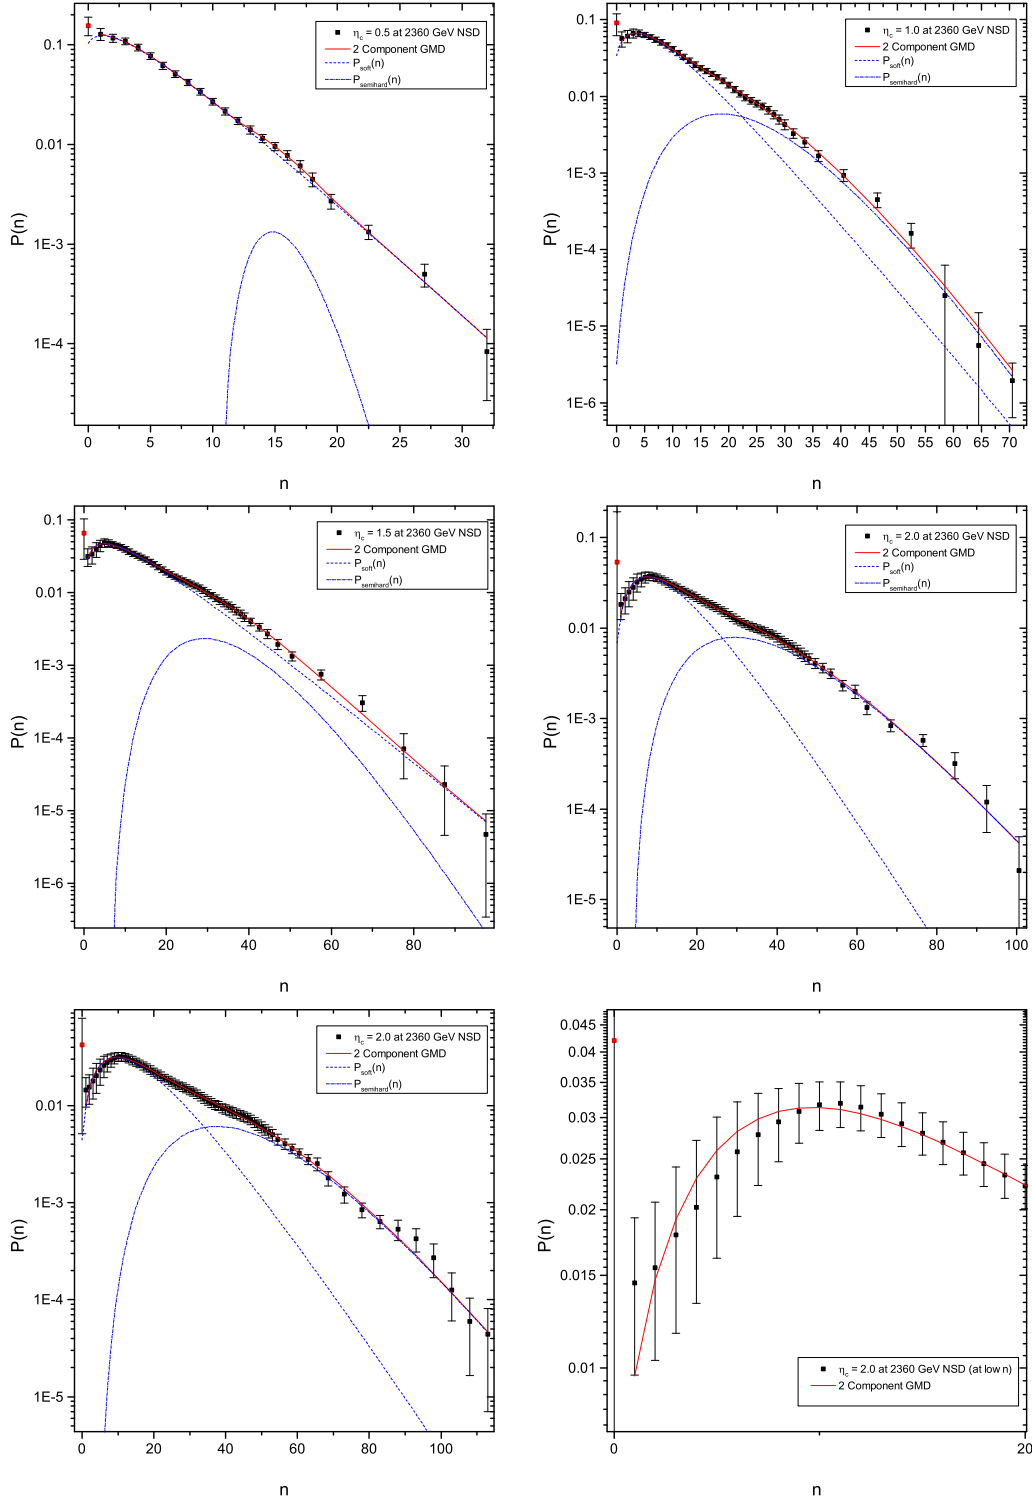 η_c = 0.5 at 2360 GeV NSD
2 Component GMD
P_soft(n)
P_semihard(n)
0.1
0.01
1E-3
1E-4
P(n)
0 5 10 15 20 25 30
n
η_c = 1.0 at 2360 GeV NSD
2 Component GMD
P_soft(n)
P_semihard(n)
0.1
0.01
1E-3
1E-4
1E-5
1E-6
P(n)
0 5 10 15 20 25 30 35 40 45 50 55 60 65 70
n
η_c = 1.5 at 2360 GeV NSD
2 Component GMD
P_soft(n)
P_semihard(n)
0.1
0.01
1E-3
1E-4
1E-5
1E-6
P(n)
0 20 40 60 80
n
η_c = 2.0 at 2360 GeV NSD
2 Component GMD
P_soft(n)
P_semihard(n)
0.1
0.01
1E-3
1E-4
1E-5
P(n)
0 20 40 60 80 100
n
η_c = 2.0 at 2360 GeV NSD
2 Component GMD
P_soft(n)
P_semihard(n)
0.01
1E-3
1E-4
1E-5
P(n)
0 20 40 60 80 100
n
0.045
0.04
0.035
0.03
0.025
0.02
0.015
0.01
P(n)
η_c = 2.0 at 2360 GeV NSD (at low n)
2 Component GMD
0 20
n